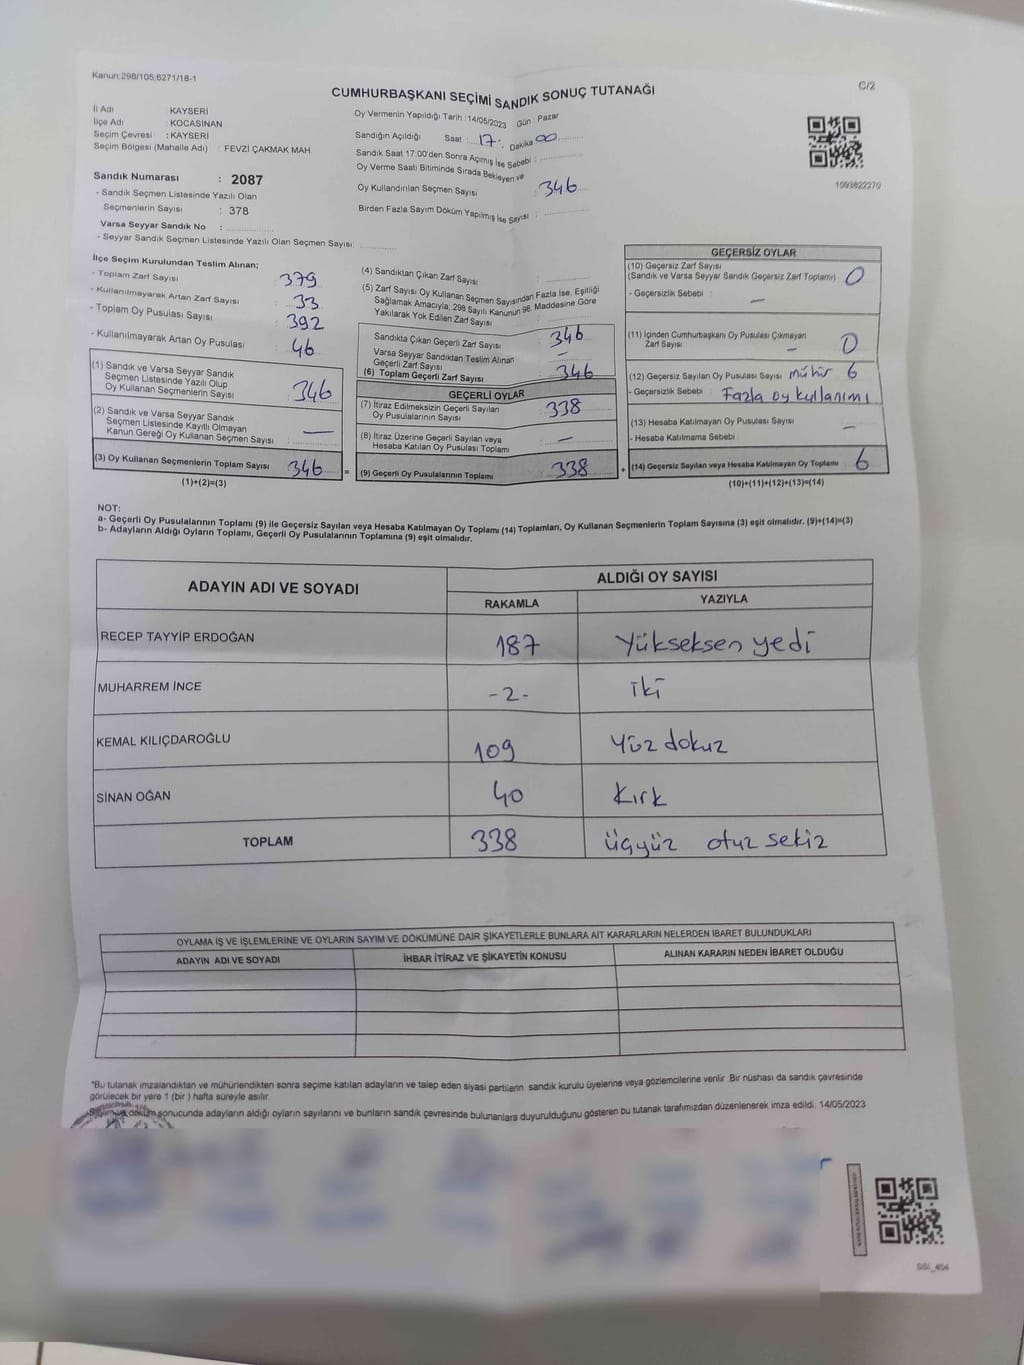 Kanun;298/105;6271/18-1
C/2
CUMHURBAŞKANI SEÇİMİ SANDIK SONUÇ TUTANAĞI
İl Adı : KAYSERİ
İlçe Adı : KOCASİNAN
Seçim Çevresi : KAYSERİ
Seçim Bölgesi (Mahalle Adı) : FEVZİ ÇAKMAK MAH.
Sandık Numarası : 2087
- Sandık Seçmen Listesinde Yazılı Olan
Seçmenlerin Sayısı : 378
Varsa Seyyar Sandık No :
- Seyyar Sandık Seçmen Listesinde Yazılı Olan Seçmen Sayısı:
Oy Vermenin Yapıldığı Tarih : 14/05/2023 Gün : Pazar
Sandığın Açıldığı Saat : 17 : Dakika 00
Sandık Saat 17:00'den Sonra Açımış İse Sebebi :
Oy Verme Saati Bitiminde Sırada Bekleyen ve
Oy Kullandırılan Seçmen Sayısı : 346
Birden Fazla Sayım Döküm Yapılmış İse Sayısı :
1093822270
İlçe Seçim Kurulundan Teslim Alınan;
- Toplam Zarf Sayısı 379
- Kullanılmayarak Artan Zarf Sayısı 33
- Toplam Oy Pusulası Sayısı 392
- Kullanılmayarak Artan Oy Pusulası 46
(1) Sandık ve Varsa Seyyar Sandık
Seçmen Listesinde Yazılı Olup
Oy Kullanan Seçmenlerin Sayısı 346
(2) Sandık ve Varsa Seyyar Sandık
Seçmen Listesinde Kayıtlı Olmayan
Kanun Gereği Oy Kullanan Seçmen Sayısı —
(3) Oy Kullanan Seçmenlerin Toplam Sayısı 346 =
(1)+(2)=(3)
(4) Sandıktan Çıkan Zarf Sayısı :
(5) Zarf Sayısı Oy Kullanan Seçmen Sayısından Fazla İse, Eşitliği
Sağlamak Amacıyla, 298 Sayılı Kanunun 98. Maddesine Göre
Yakılarak Yok Edilen Zarf Sayısı
Sandıkta Çıkan Geçerli Zarf Sayısı : 346
Varsa Seyyar Sandıktan Teslim Alınan
Geçerli Zarf Sayısı : —
(6) Toplam Geçerli Zarf Sayısı : 346
GEÇERLİ OYLAR
(7) İtiraz Edilmeksizin Geçerli Sayılan
Oy Pusulalarının Sayısı : 338
(8) İtiraz Üzerine Geçerli Sayılan veya
Hesaba Katılan Oy Pusulası Toplamı : —
(9) Geçerli Oy Pusulalarının Toplamı : 338 +
GEÇERSİZ OYLAR
(10) Geçersiz Zarf Sayısı
(Sandık ve Varsa Seyyar Sandık Geçersiz Zarf Toplamı) : 0
- Geçersizlik Sebebi : —
(11) İçinden Cumhurbaşkanı Oy Pusulası Çıkmayan
Zarf Sayısı — 0
(12) Geçersiz Sayılan Oy Pusulası Sayısı : mühür 6
- Geçersizlik Sebebi : Fazla oy kullanımı
(13) Hesaba Katılmayan Oy Pusulası Sayısı : —
- Hesaba Katılmama Sebebi :
(14) Geçersiz Sayılan veya Hesaba Katılmayan Oy Toplamı : 6
(10)+(11)+(12)+(13)=(14)
NOT:
a- Geçerli Oy Pusulalarının Toplamı (9) ile Geçersiz Sayılan veya Hesaba Katılmayan Oy Toplamı (14) Toplamları, Oy Kullanan Seçmenlerin Toplam Sayısına (3) eşit olmalıdır. (9)+(14)=(3)
b- Adayların Aldığı Oyların Toplamı, Geçerli Oy Pusulalarının Toplamına (9) eşit olmalıdır.
ADAYIN ADI VE SOYADI
ALDIĞI OY SAYISI
RAKAMLA YAZIYLA
RECEP TAYYİP ERDOĞAN 187 Yükseksen yedi
MUHARREM İNCE -2- İki
KEMAL KILIÇDAROĞLU 109 Yüz dokuz
SİNAN OĞAN 40 Kırk
TOPLAM 338 üçyüz otuz sekiz
OYLAMA İŞ VE İŞLEMLERİNE VE OYLARIN SAYIM VE DÖKÜMÜNE DAİR ŞİKAYETLERLE BUNLARA AİT KARARLARIN NELERDEN İBARET BULUNDUKLARI
ADAYIN ADI VE SOYADI İHBAR İTİRAZ VE ŞİKAYETİN KONUSU ALINAN KARARIN NEDEN İBARET OLDUĞU
"Bu tutanak imzalandıktan ve mühürlendikten sonra seçime katılan adayların ve talep eden siyasi partilerin sandık kurulu üyelerine veya gözlemcilerine verilir. Bir nüshası da sandık çevresinde
görülecek bir yere 1 (bir ) hafta süreyle asılır.
döküm sonucunda adayların aldığı oyların sayılarını ve bunların sandık çevresinde bulunanlara duyurulduğunu gösteren bu tutanak tarafımızdan düzenlenerek imza edildi. 14/05/2023